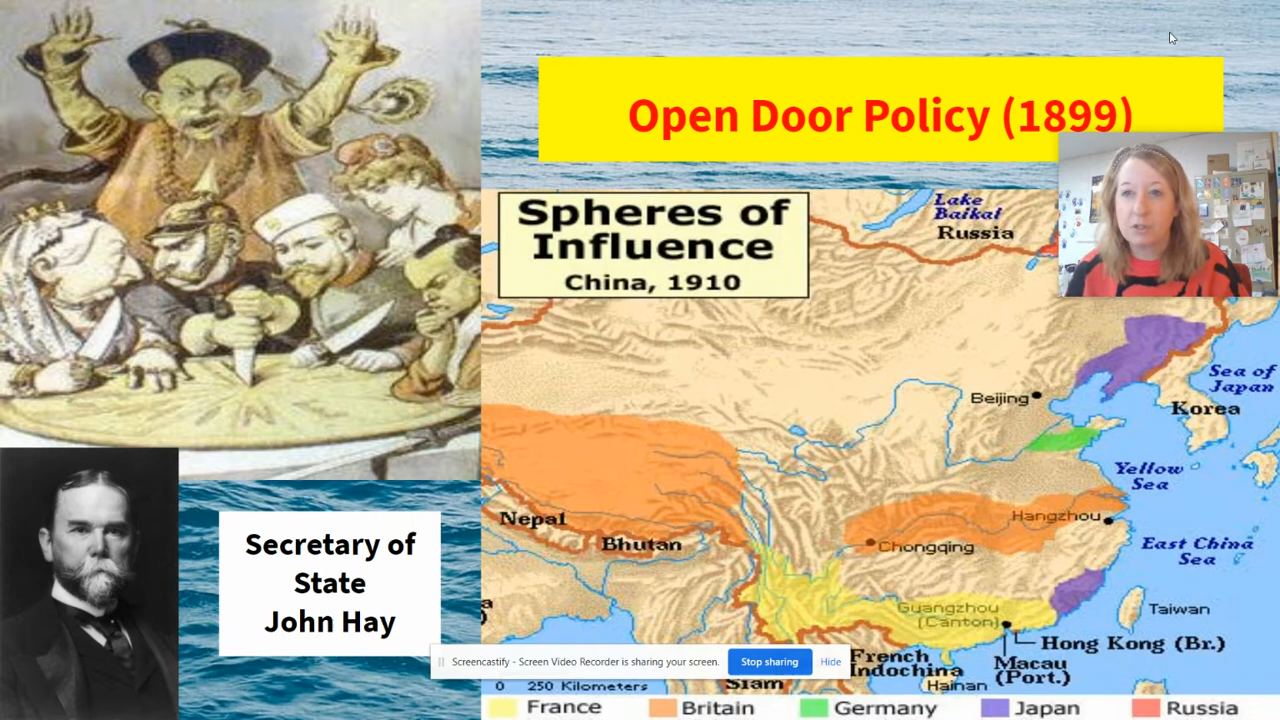 Open Door Policy (1899)
Spheres of
Influence
China, 1910
Lake
Baikal
Russia
Sea of
Japan
Beijing
Korea
Yellow
Sea
Nepal
Hangzhou
Bhutan
Chongqing
East China
Sea
Guangzhou
(Canton)
Taiwan
Hong Kong (Br.)
Macau
(Port.)
French
Indochina
Hainan
Siam
0 250 Kilometers
France Britain Germany Japan Russia
Secretary of
State
John Hay
Screencastify - Screen Video Recorder is sharing your screen.
Stop sharing
Hide